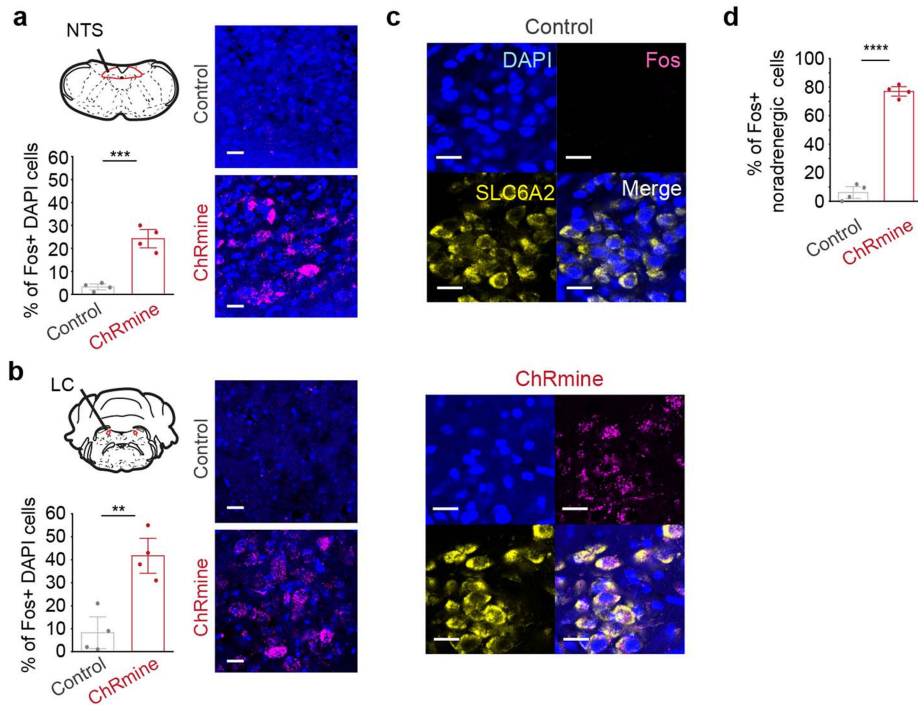 a
NTS
% of Fos+ DAPI cells
60
50
40
30
20
10
0
***
Control
ChRmine
Control
ChRmine
b
LC
% of Fos+ DAPI cells
60
50
40
30
20
10
0
**
Control
ChRmine
Control
ChRmine
c
Control
DAPI
Fos
SLC6A2
Merge
ChRmine
d
% of Fos+
noradrenergic cells
100
80
60
40
20
0
****
Control
ChRmine